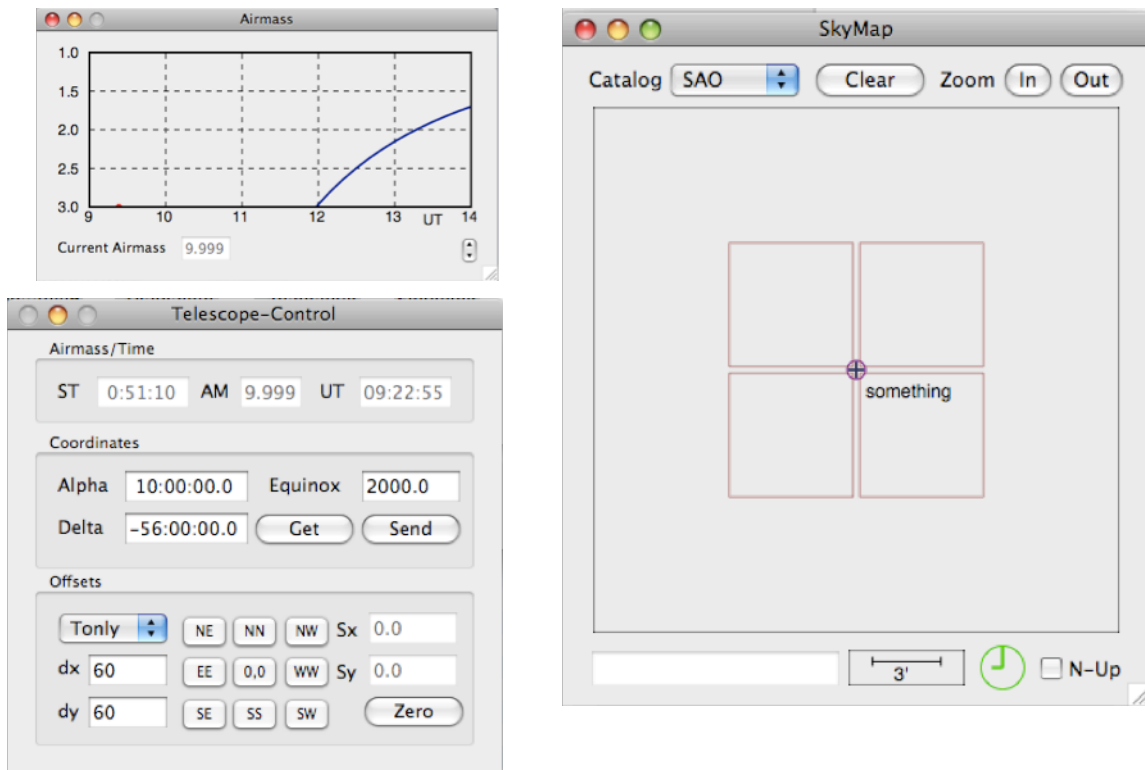 Airmass
1.0
1.5
2.0
2.5
3.0
9 10 11 12 13 UT 14
Current Airmass 9.999
Telescope-Control
Airmass/Time
ST 0:51:10 AM 9.999 UT 09:22:55
Coordinates
Alpha 10:00:00.0 Equinox 2000.0
Delta -56:00:00.0 Get Send
Offsets
Tonly NE NN NW Sx 0.0
dx 60 EE 0,0 WW Sy 0.0
dy 60 SE SS SW Zero
SkyMap
Catalog SAO Clear Zoom In Out
something
3' N-Up